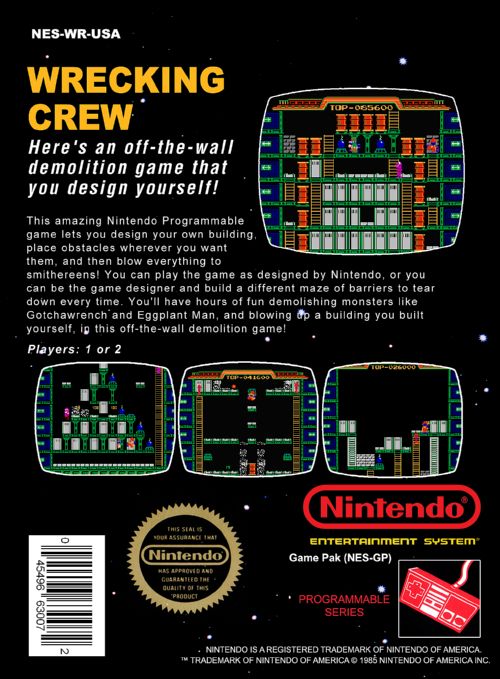 NES-WR-USA
WRECKING
CREW
Here's an off-the-wall
demolition game that
you design yourself!
This amazing Nintendo Programmable
game lets you design your own building,
place obstacles wherever you want
them, and then blow everything to
smithereens! You can play the game as designed by Nintendo, or you
can be the game designer and build a different maze of barriers to tear
down every time. You'll have hours of fun demolishing monsters like
Gotchawrench and Eggplant Man, and blowing up a building you built
yourself, in this off-the-wall demolition game!
Players: 1 or 2
TOP-065600
TOP-041600
TOP-026000
THIS SEAL IS
YOUR ASSURANCE THAT
Nintendo
HAS APPROVED AND
GUARANTEED THE
QUALITY OF THIS
PRODUCT
Nintendo®
ENTERTAINMENT SYSTEM®
Game Pak (NES-GP)
PROGRAMMABLE
SERIES
0 45496 63007 2
NINTENDO IS A REGISTERED TRADEMARK OF NINTENDO OF AMERICA.
™ TRADEMARK OF NINTENDO OF AMERICA © 1985 NINTENDO OF AMERICA INC.